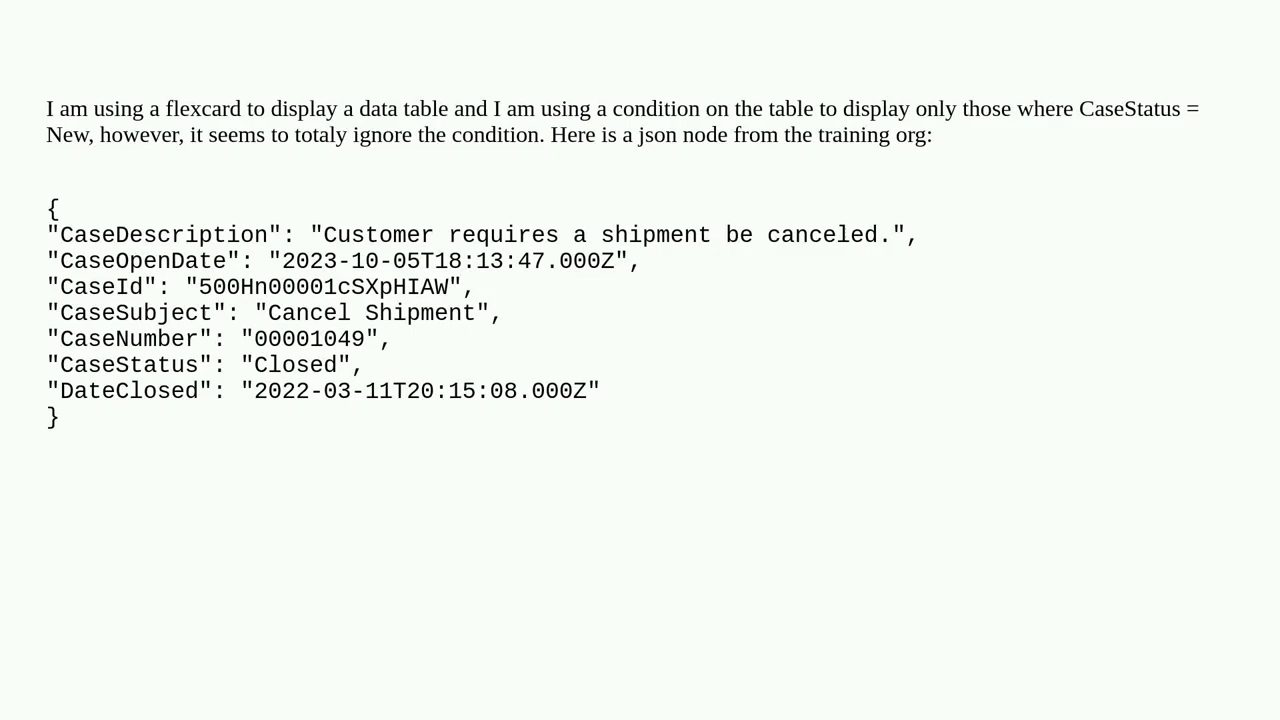 I am using a flexcard to display a data table and I am using a condition on the table to display only those where CaseStatus =
New, however, it seems to totaly ignore the condition. Here is a json node from the training org:
{
"CaseDescription": "Customer requires a shipment be canceled.",
"CaseOpenDate": "2023-10-05T18:13:47.000Z",
"CaseId": "500Hn00001cSXpHIAW",
"CaseSubject": "Cancel Shipment",
"CaseNumber": "00001049",
"CaseStatus": "Closed",
"DateClosed": "2022-03-11T20:15:08.000Z"
}